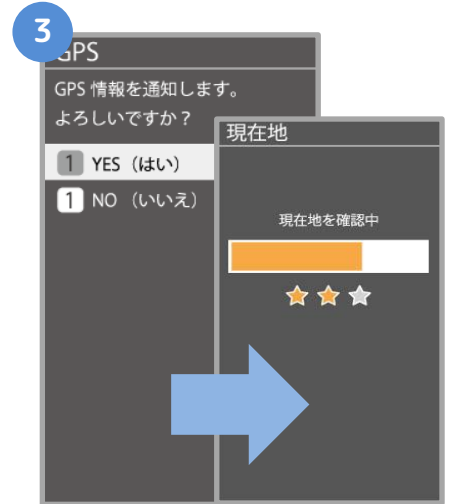 3
GPS
GPS 情報を通知します。
よろしいですか？
1 YES（はい）
1 NO（いいえ）
現在地
現在地を確認中